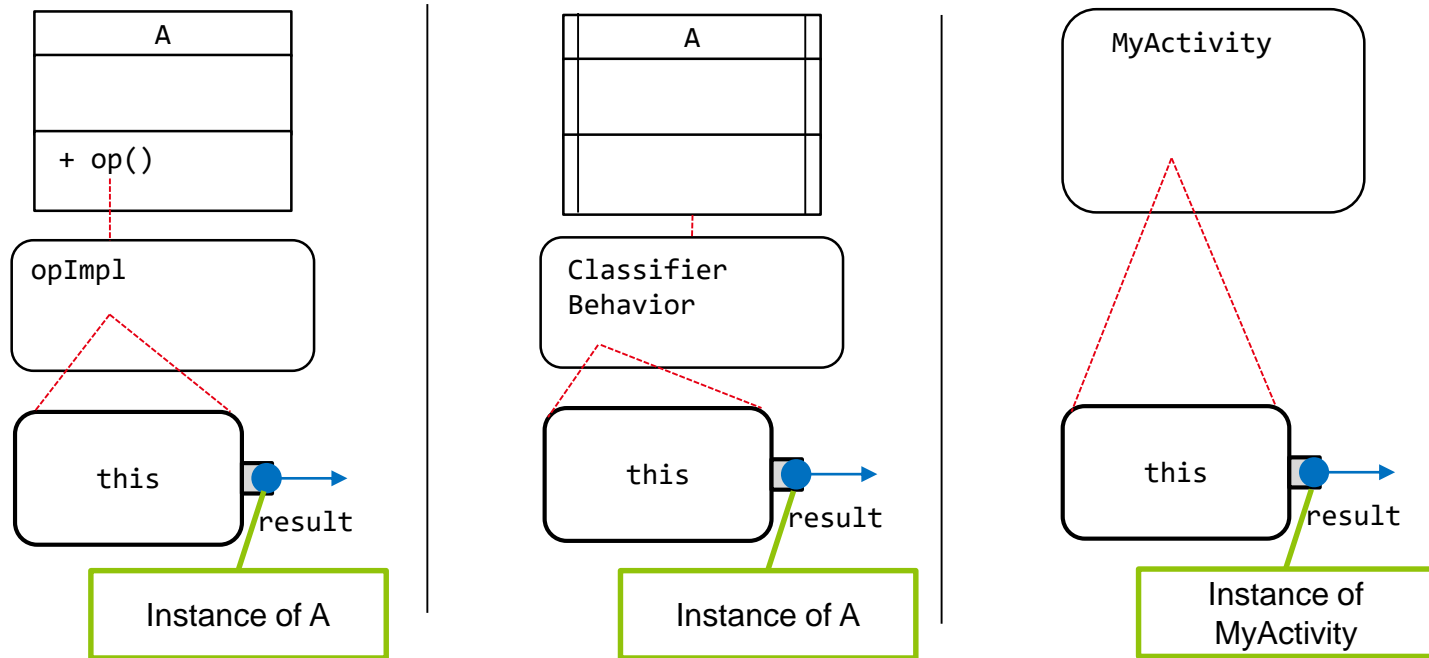 A
+ op()
opImpl
this
result
Instance of A
A
Classifier
Behavior
this
result
Instance of A
MyActivity
this
result
Instance of
MyActivity